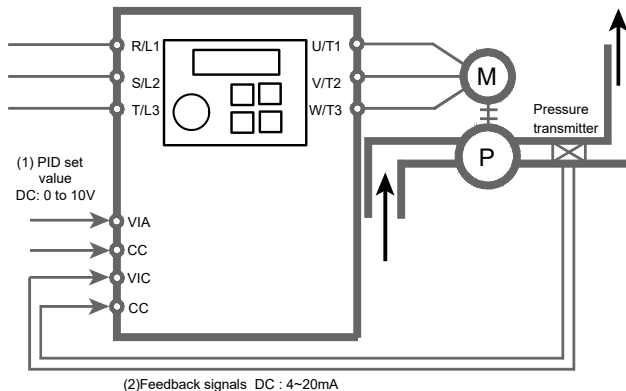 R/L1
U/T1
S/L2
V/T2
T/L3
W/T3
M
Pressure
transmitter
P
(1) PID set
value
DC: 0 to 10V
VIA
CC
VIC
CC
(2)Feedback signals DC : 4~20mA